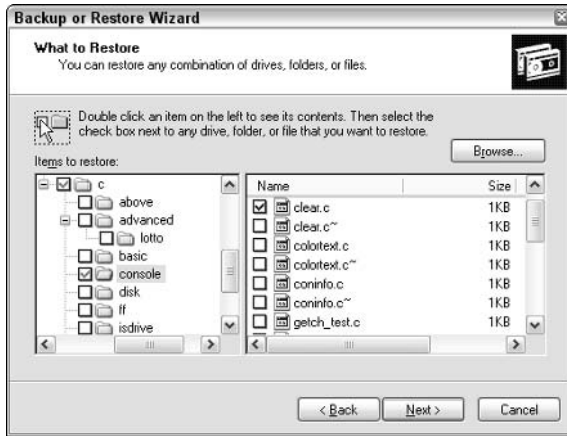 Backup or Restore Wizard
What to Restore
You can restore any combination of drives, folders, or files.
Double click an item on the left to see its contents. Then select the
check box next to any drive, folder, or file that you want to restore.
Browse...
Items to restore:
c
above
advanced
lotto
basic
console
disk
ff
isdrive
Name Size
clear.c 1KB
clear.c~ 1KB
colortext.c 1KB
colortext.c~ 1KB
coninfo.c 1KB
coninfo.c~ 1KB
getch_test.c 1KB
< Back Next > Cancel